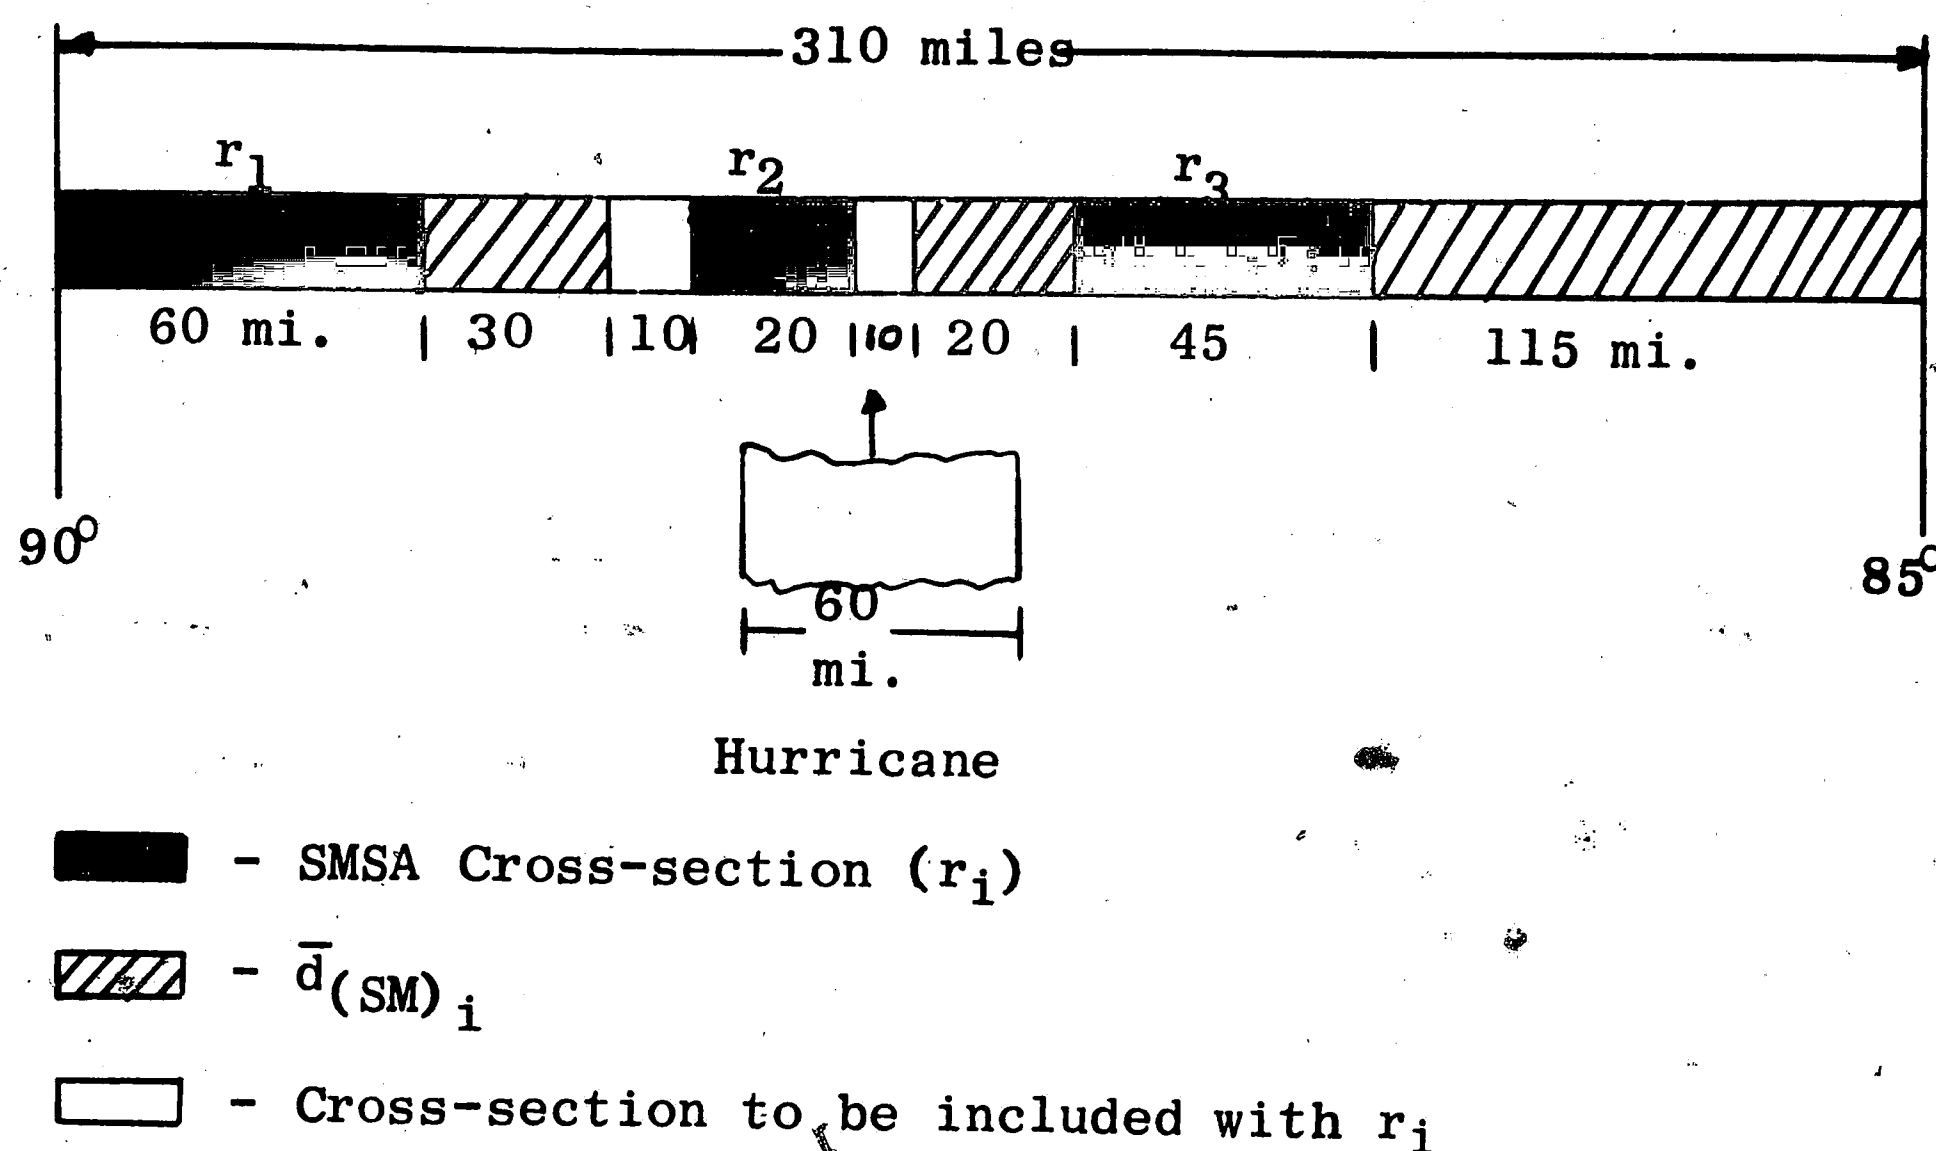 310 miles
r1 r2 r3
60 mi. | 30 | 10 | 20 | 10 | 20 | 45 | 115 mi.
90° 85°
60
mi.
Hurricane
- SMSA Cross-section (ri)
- d̅(SM)i
- Cross-section to be included with ri